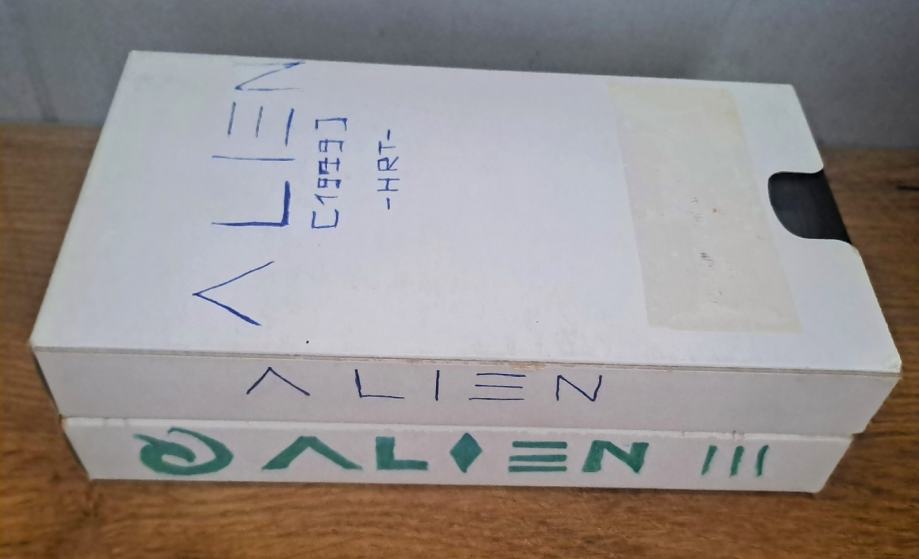 ALIEN
[1979]
-HRT-
ALIEN
ALIEN III